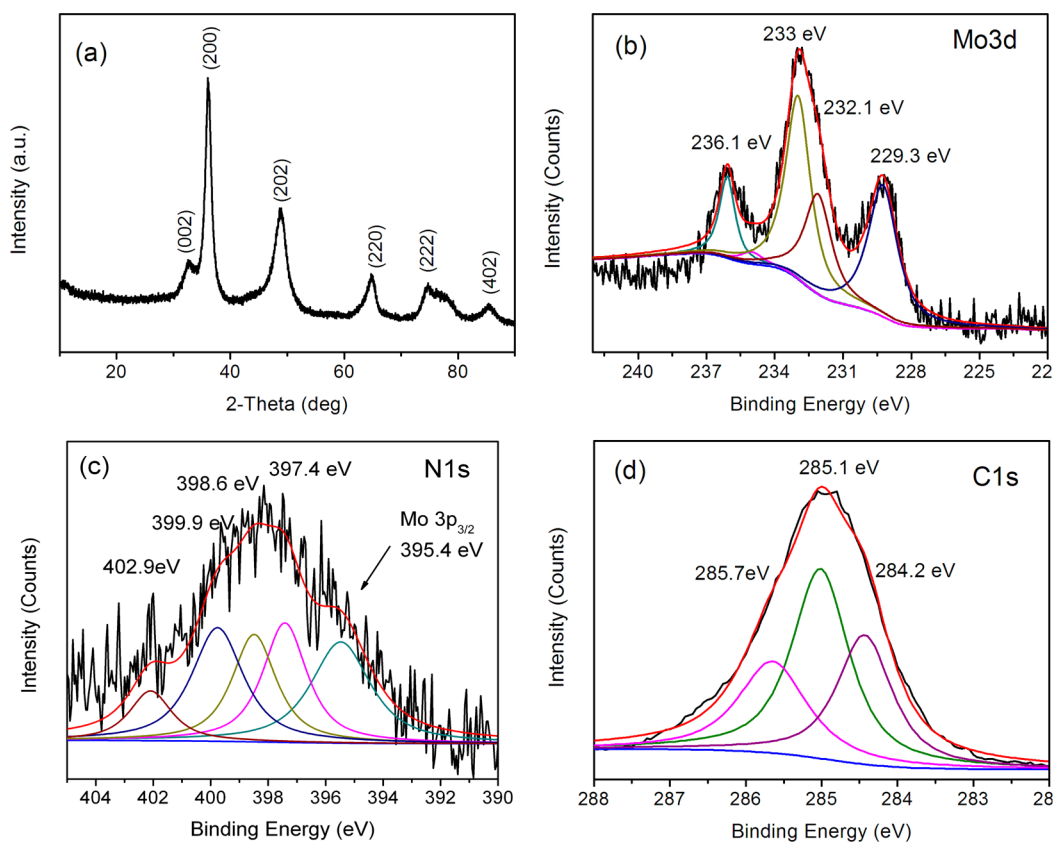 (a)
(200)
(002)
(202)
(220)
(222)
(402)
Intensity (a.u.)
20 40 60 80
2-Theta (deg)
(b)
233 eV
Mo3d
232.1 eV
236.1 eV
229.3 eV
Intensity (Counts)
240 237 234 231 228 225 22
Binding Energy (eV)
(c)
397.4 eV
N1s
398.6 eV
399.9 eV
Mo 3p3/2
395.4 eV
402.9eV
Intensity (Counts)
404 402 400 398 396 394 392 390
Binding Energy (eV)
(d)
285.1 eV
C1s
285.7eV
284.2 eV
Intensity (Counts)
288 287 286 285 284 283 28
Binding Energy (eV)